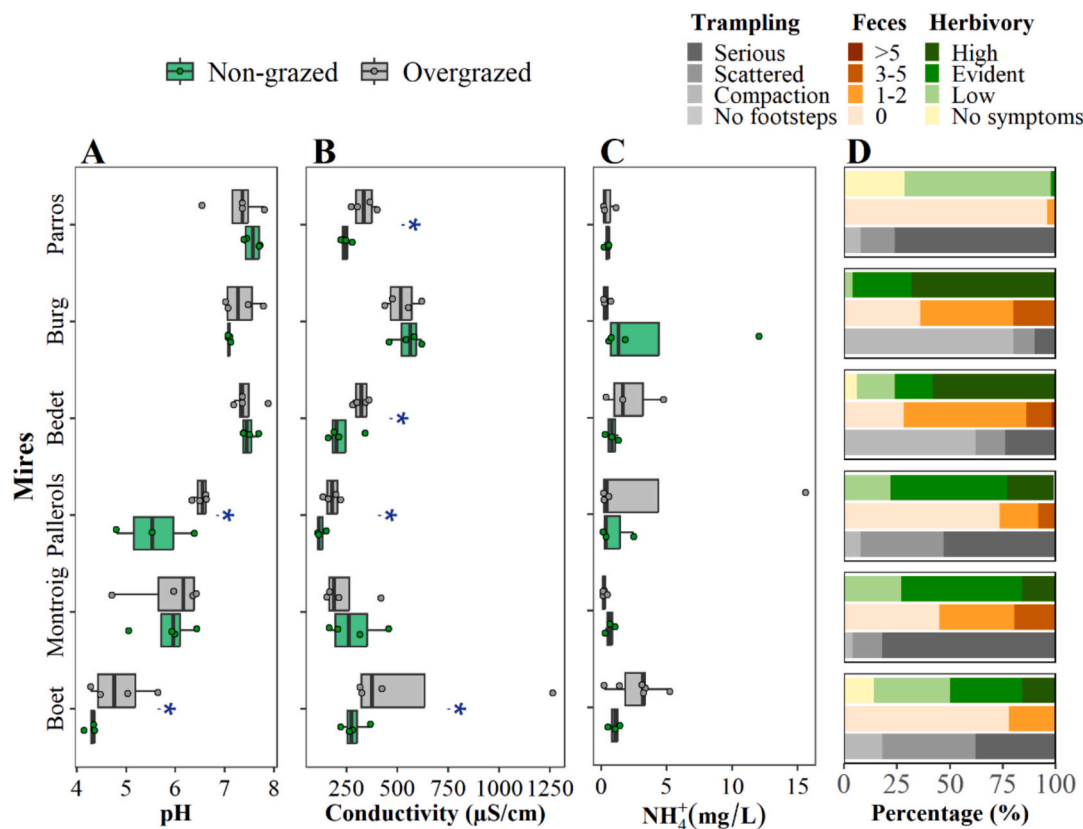 Trampling Feces Herbivory
Serious >5 High
Scattered 3-5 Evident
Compaction 1-2 Low
No footsteps 0 No symptoms
Non-grazed Overgrazed
A B C D
Mires
Parros
Burg
Bedet
Pallerols
Montroig
Boet
*
*
*
*
*
*
4 5 6 7 8 250 500 750 1000 1250 0 5 10 15 0 25 50 75 100
pH Conductivity (µS/cm) NH₄⁺(mg/L) Percentage (%)